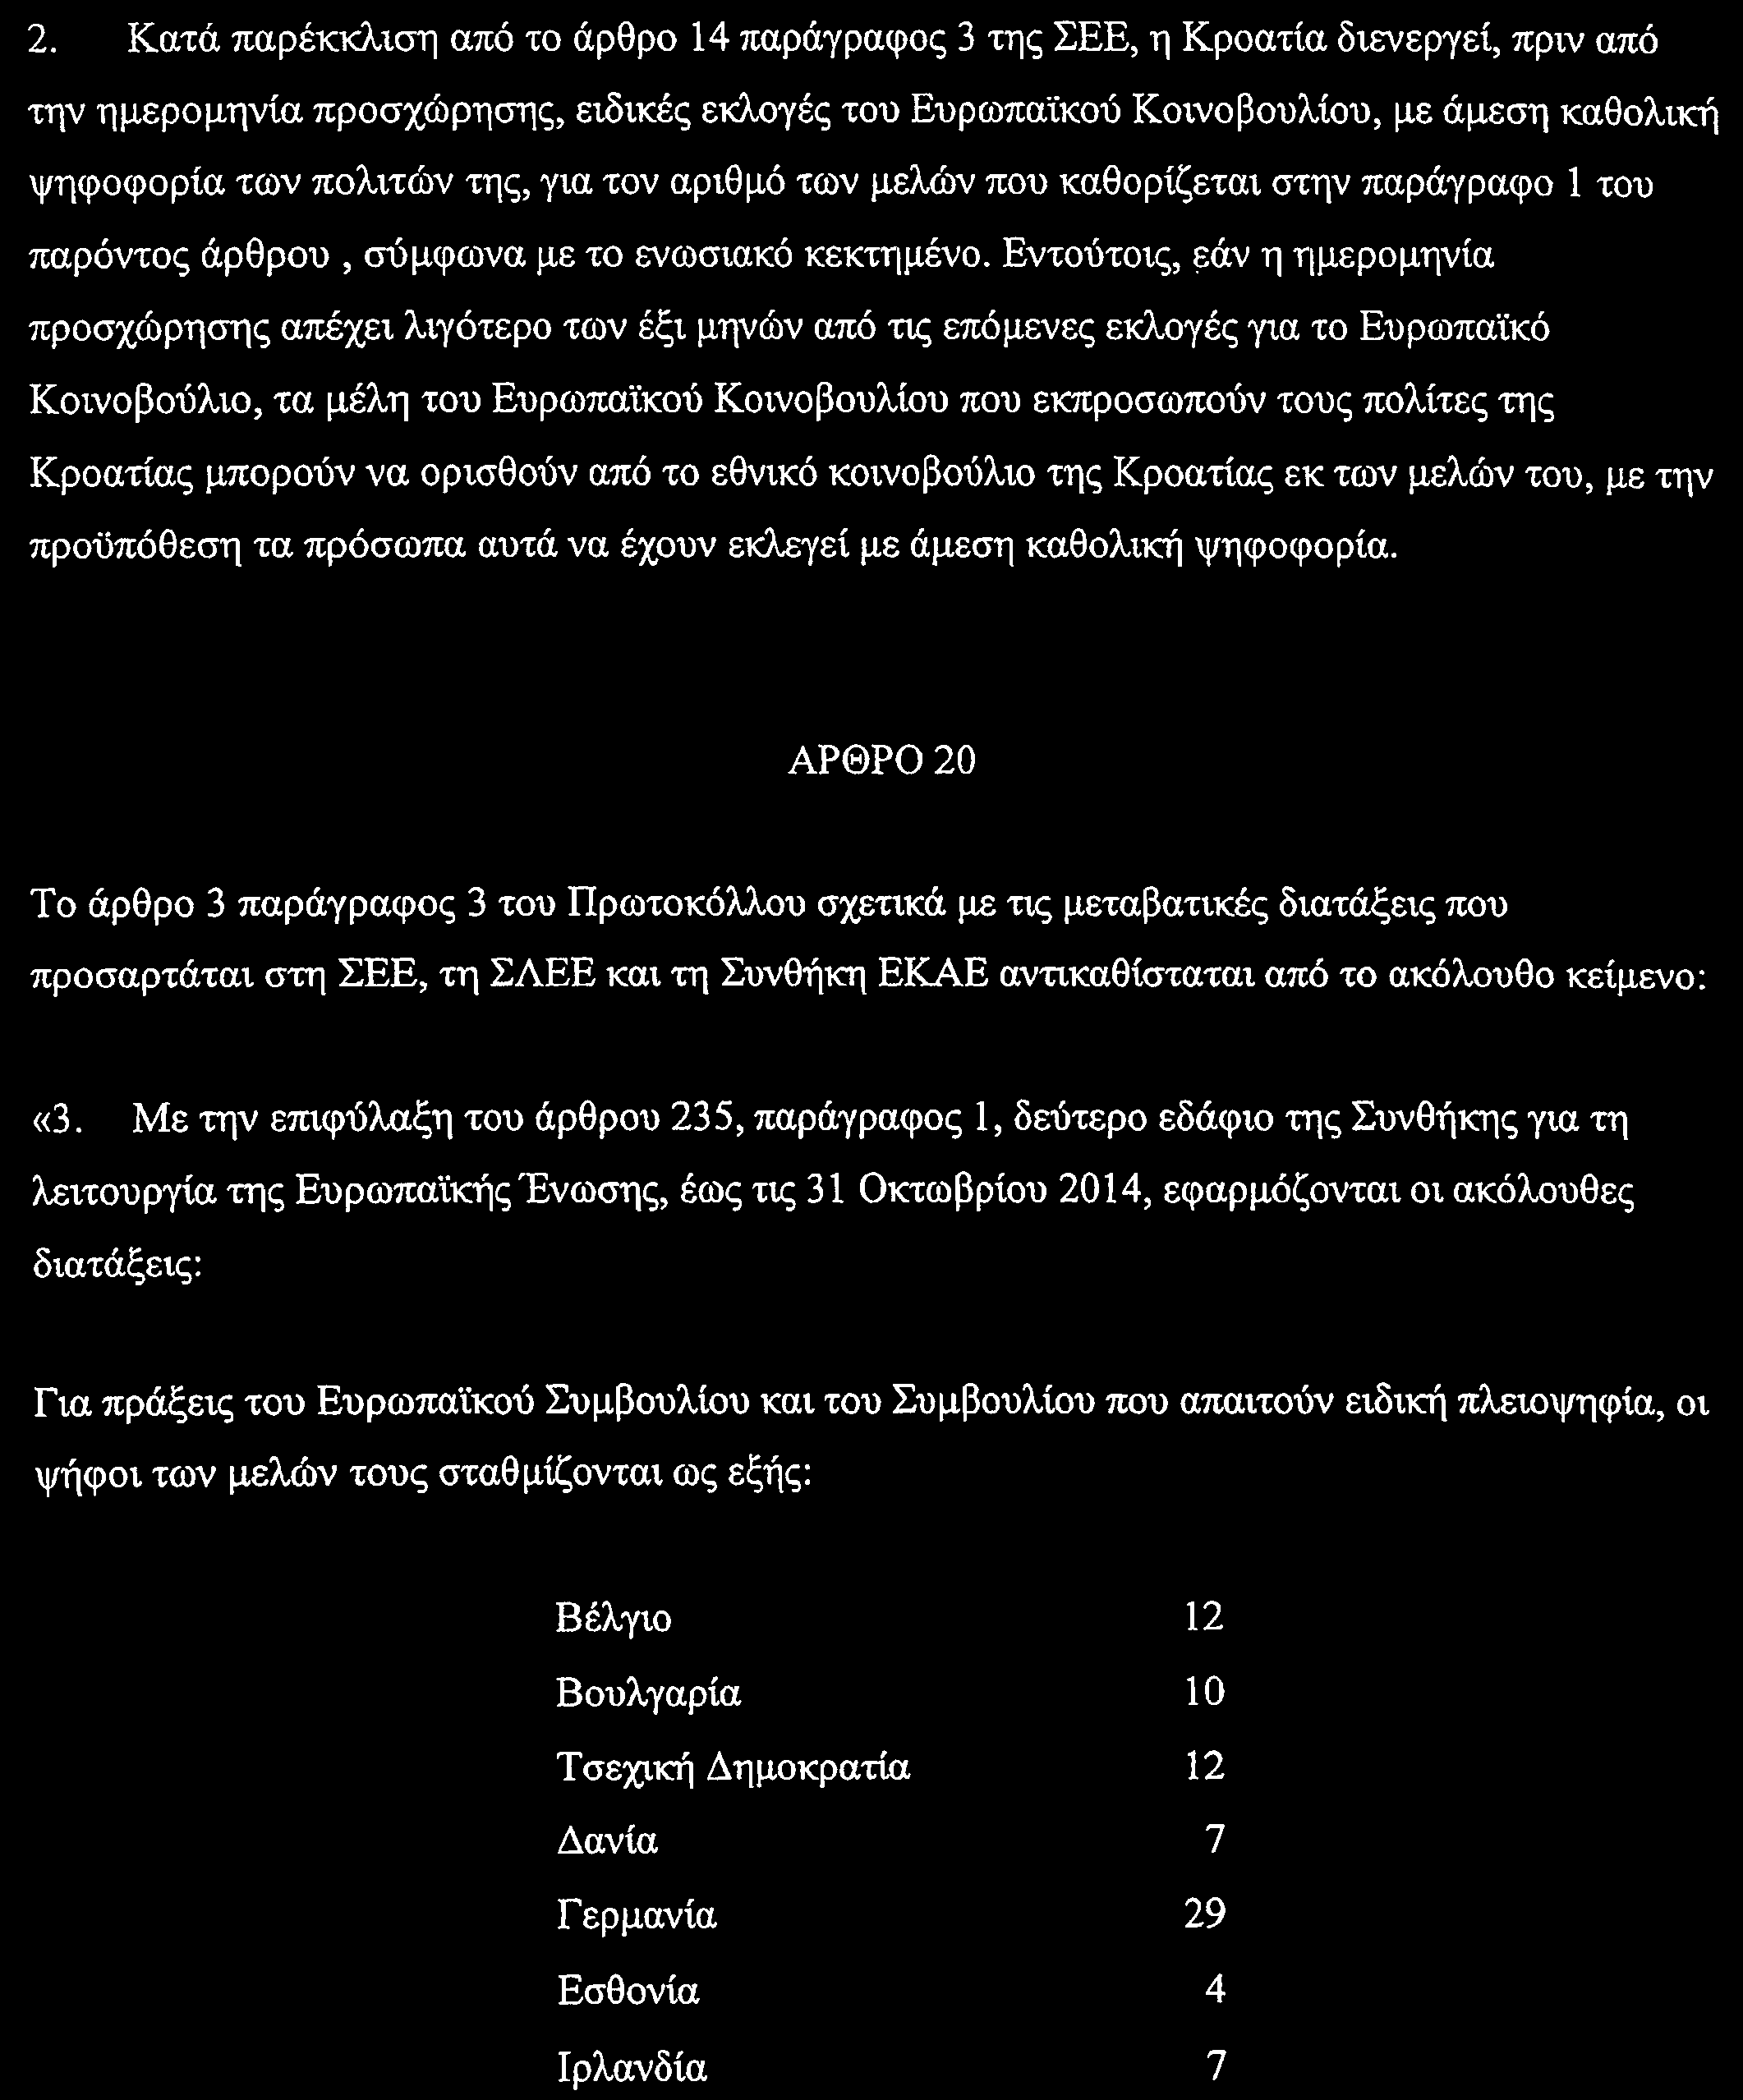 2. Κατά παρέκκλιση από το άρθρο 14 παράγραφος 3 της ΣΕΕ, η Κροατία διενεργεί, πριν από
την ημερομηνία προσχώρησης, ειδικές εκλογές του Ευρωπαϊκού Κοινοβουλίου, με άμεση καθολική
ψηφοφορία των πολιτών της, για τον αριθμό των μελών που καθορίζεται στην παράγραφο 1 του
παρόντος άρθρου , σύμφωνα με το ενωσιακό κεκτημένο. Εντούτοις, εάν η ημερομηνία
προσχώρησης απέχει λιγότερο των έξι μηνών από τις επόμενες εκλογές για το Ευρωπαϊκό
Κοινοβούλιο, τα μέλη του Ευρωπαϊκού Κοινοβουλίου που εκπροσωπούν τους πολίτες της
Κροατίας μπορούν να ορισθούν από το εθνικό κοινοβούλιο της Κροατίας εκ των μελών του, με την
προϋπόθεση τα πρόσωπα αυτά να έχουν εκλεγεί με άμεση καθολική ψηφοφορία.
ΑΡΘΡΟ 20
Το άρθρο 3 παράγραφος 3 του Πρωτοκόλλου σχετικά με τις μεταβατικές διατάξεις που
προσαρτάται στη ΣΕΕ, τη ΣΛΕΕ και τη Συνθήκη ΕΚΑΕ αντικαθίσταται από το ακόλουθο κείμενο:
«3. Με την επιφύλαξη του άρθρου 235, παράγραφος 1, δεύτερο εδάφιο της Συνθήκης για τη
λειτουργία της Ευρωπαϊκής Ένωσης, έως τις 31 Οκτωβρίου 2014, εφαρμόζονται οι ακόλουθες
διατάξεις:
Για πράξεις του Ευρωπαϊκού Συμβουλίου και του Συμβουλίου που απαιτούν ειδική πλειοψηφία, οι
ψήφοι των μελών τους σταθμίζονται ως εξής:
Βέλγιο 12
Βουλγαρία 10
Τσεχική Δημοκρατία 12
Δανία 7
Γερμανία 29
Εσθονία 4
Ιρλανδία 7